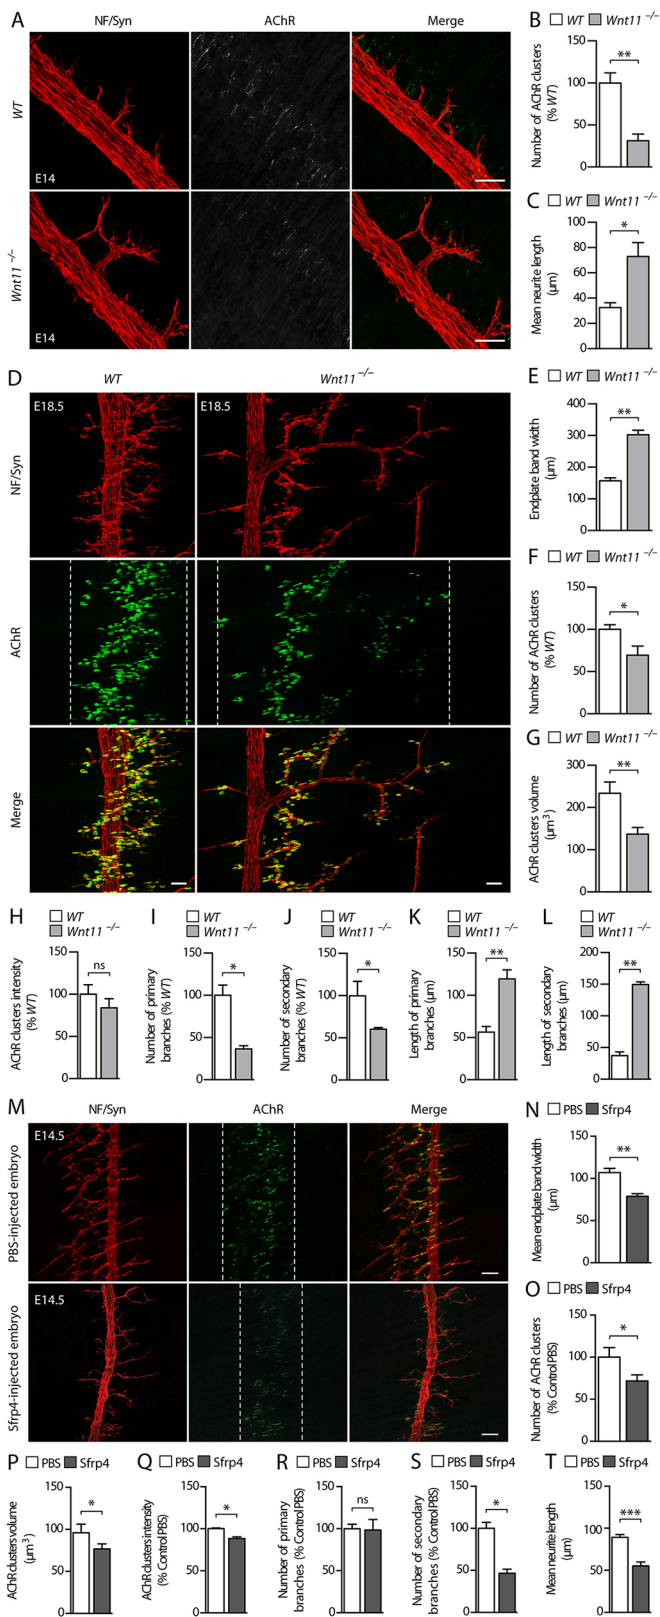 A
NF/Syn
AChR
Merge
WT
E14
Wnt11 −/−
E14
B
WT Wnt11 −/−
Number of AChR clusters
(% WT)
150
100
50
0
**
C
WT Wnt11 −/−
Mean neurite length
(μm)
100
80
60
40
20
0
*
D
WT
Wnt11 −/−
E18.5
E18.5
NF/Syn
AChR
Merge
E
WT Wnt11 −/−
Endplate band width
(μm)
400
300
200
100
0
**
F
WT Wnt11 −/−
Number of AChR clusters
(% WT)
150
100
50
0
*
G
WT Wnt11 −/−
AChR clusters volume
(μm³)
300
200
100
0
**
H
WT
Wnt11 −/−
AChR clusters intensity
(% WT)
150
100
50
0
ns
I
WT
Wnt11 −/−
Number of primary
branches (% WT)
150
100
50
0
*
J
WT
Wnt11 −/−
Number of secondary
branches (% WT)
150
100
50
0
*
K
WT
Wnt11 −/−
Length of primary
branches (μm)
150
100
50
0
**
L
WT
Wnt11 −/−
Length of secondary
branches (μm)
200
150
100
50
0
**
M
NF/Syn
AChR
Merge
E14.5
PBS-injected embryo
E14.5
Sfrp4-injected embryo
N
PBS Sfrp4
Mean endplate band width
(μm)
150
100
50
0
**
O
PBS Sfrp4
Number of AChR clusters
(% Control PBS)
150
100
50
0
*
P
PBS Sfrp4
AChR clusters volume
(μm³)
150
100
50
0
*
Q
PBS Sfrp4
AChR clusters intensity
(% Control PBS)
150
100
50
0
*
R
PBS Sfrp4
Number of primary
branches (% Control PBS)
150
100
50
0
ns
S
PBS Sfrp4
Number of secondary
branches (% Control PBS)
150
100
50
0
*
T
PBS Sfrp4
Mean neurite length
(μm)
150
100
50
0
***